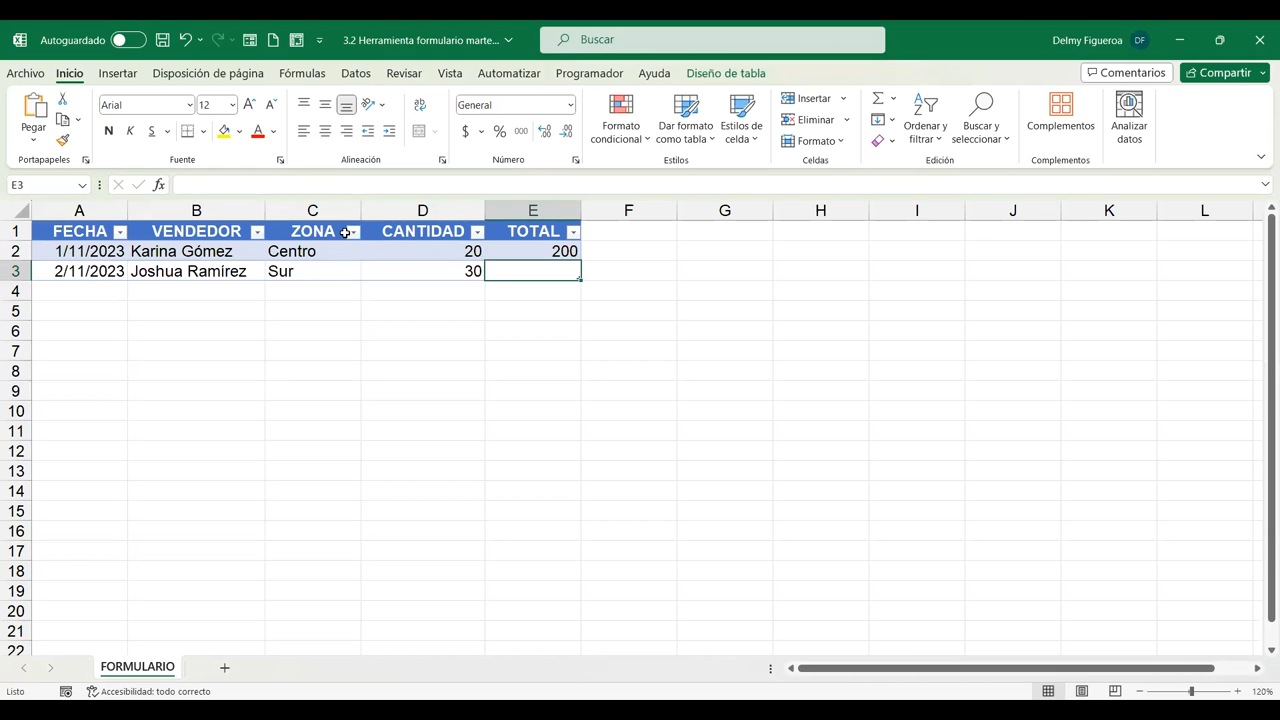 Autoguardado 3.2 Herramienta formulario marte... Buscar Delmy Figueroa DF
Archivo Inicio Insertar Disposición de página Fórmulas Datos Revisar Vista Automatizar Programador Ayuda Diseño de tabla Comentarios Compartir
Pegar Arial 12 General Formato condicional Dar formato como tabla Estilos de celda Insertar Eliminar Formato Ordenar y filtrar Buscar y seleccionar Complementos Analizar datos
N K S $ % 000
Portapapeles Fuente Alineación Número Estilos Celdas Edición Complementos
E3 fx
A B C D E F G H I J K L
1 FECHA VENDEDOR ZONA CANTIDAD TOTAL
2 1/11/2023 Karina Gómez Centro 20 200
3 2/11/2023 Joshua Ramírez Sur 30
4
5
6
7
8
9
10
11
12
13
14
15
16
17
18
19
20
21
22
FORMULARIO
Listo Accesibilidad: todo correcto 120%